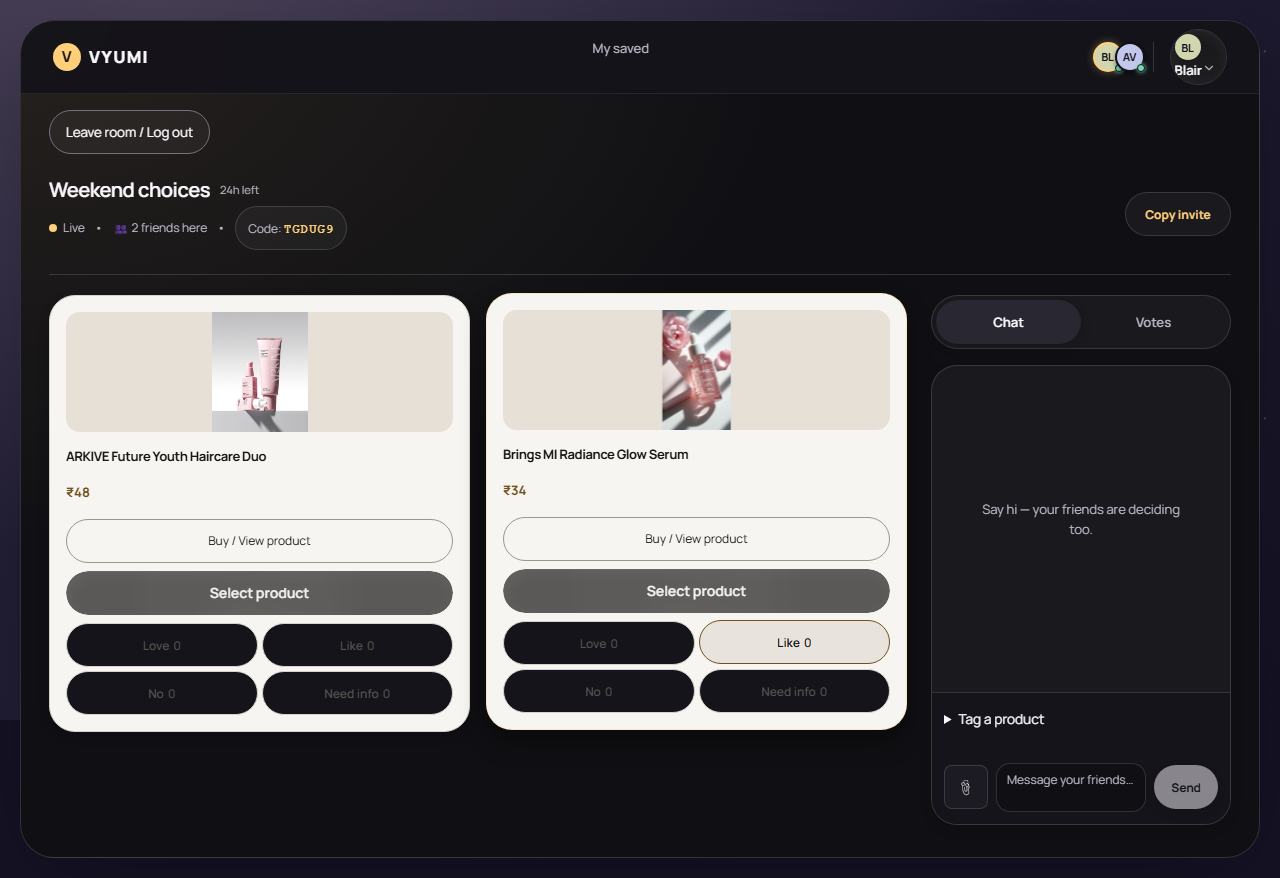 V VYUMI
My saved
BL AV
BL
Blair
Leave room / Log out
Weekend choices 24h left
Live • 2 friends here • Code: TGDUG9
Copy invite
ARKIVE Future Youth Haircare Duo
₹48
Buy / View product
Select product
Love 0 Like 0
No 0 Need info 0
Brings MI Radiance Glow Serum
₹34
Buy / View product
Select product
Love 0 Like 0
No 0 Need info 0
Chat Votes
Say hi — your friends are deciding
too.
Tag a product
Message your friends…
Send